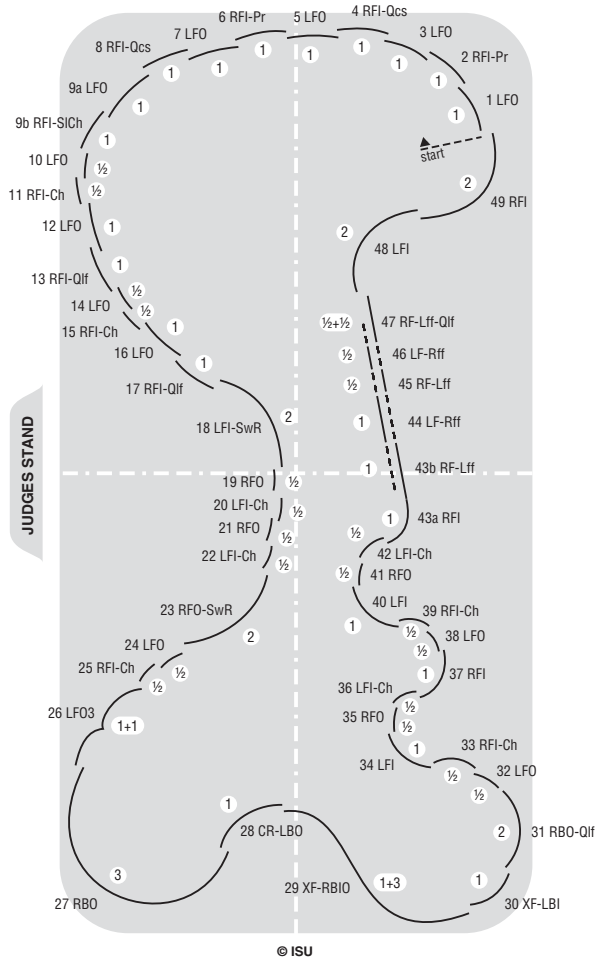 6 RFI-Pr
5 LFO
4 RFI-Qcs
7 LFO
3 LFO
8 RFI-Qcs
2 RFI-Pr
1
1
1
1
1
1
1
9a LFO
1 LFO
1
1
9b RFI-SlCh
1
start
10 LFO
½
2
11 RFI-Ch
½
49 RFI
12 LFO
1
2
48 LFI
13 RFI-Qlf
1
½
14 LFO
½
15 RFI-Ch
1
½+½
47 RF-Lff-Qlf
16 LFO
1
½
46 LF-Rff
17 RFI-Qlf
½
45 RF-Lff
18 LFI-SwR
2
1
44 LF-Rff
JUDGES STAND
1
43b RF-Lff
19 RFO
½
20 LFI-Ch
½
1
43a RFI
21 RFO
½
½
22 LFI-Ch
½
42 LFI-Ch
½
41 RFO
23 RFO-SwR
40 LFI
39 RFI-Ch
2
1
½
38 LFO
24 LFO
½
½
25 RFI-Ch
½
1
37 RFI
36 LFI-Ch
½
26 LFO3
1+1
35 RFO
½
1
33 RFI-Ch
34 LFI
½
32 LFO
½
1
28 CR-LBO
2
31 RBO-Qlf
3
29 XF-RBIO
1+3
1
27 RBO
30 XF-LBI
© ISU